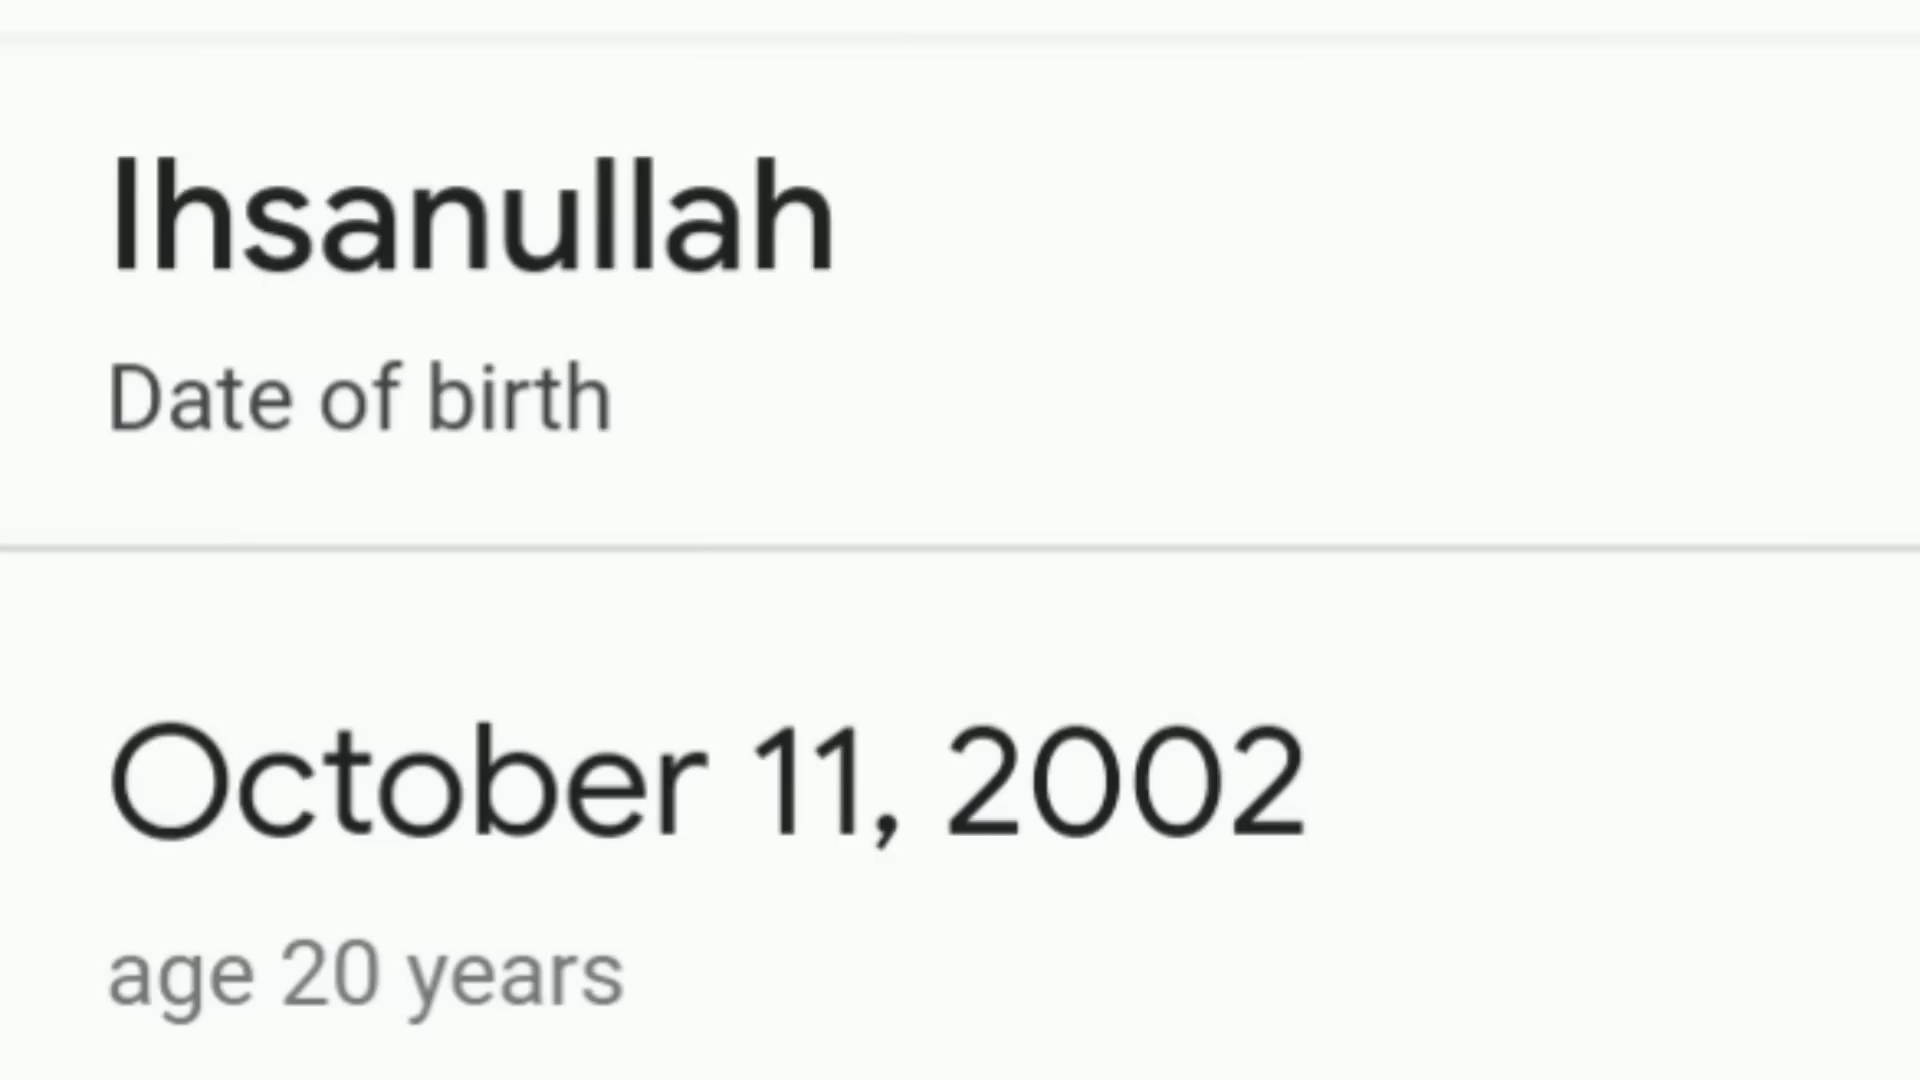 Ihsanullah
Date of birth
October 11, 2002
age 20 years